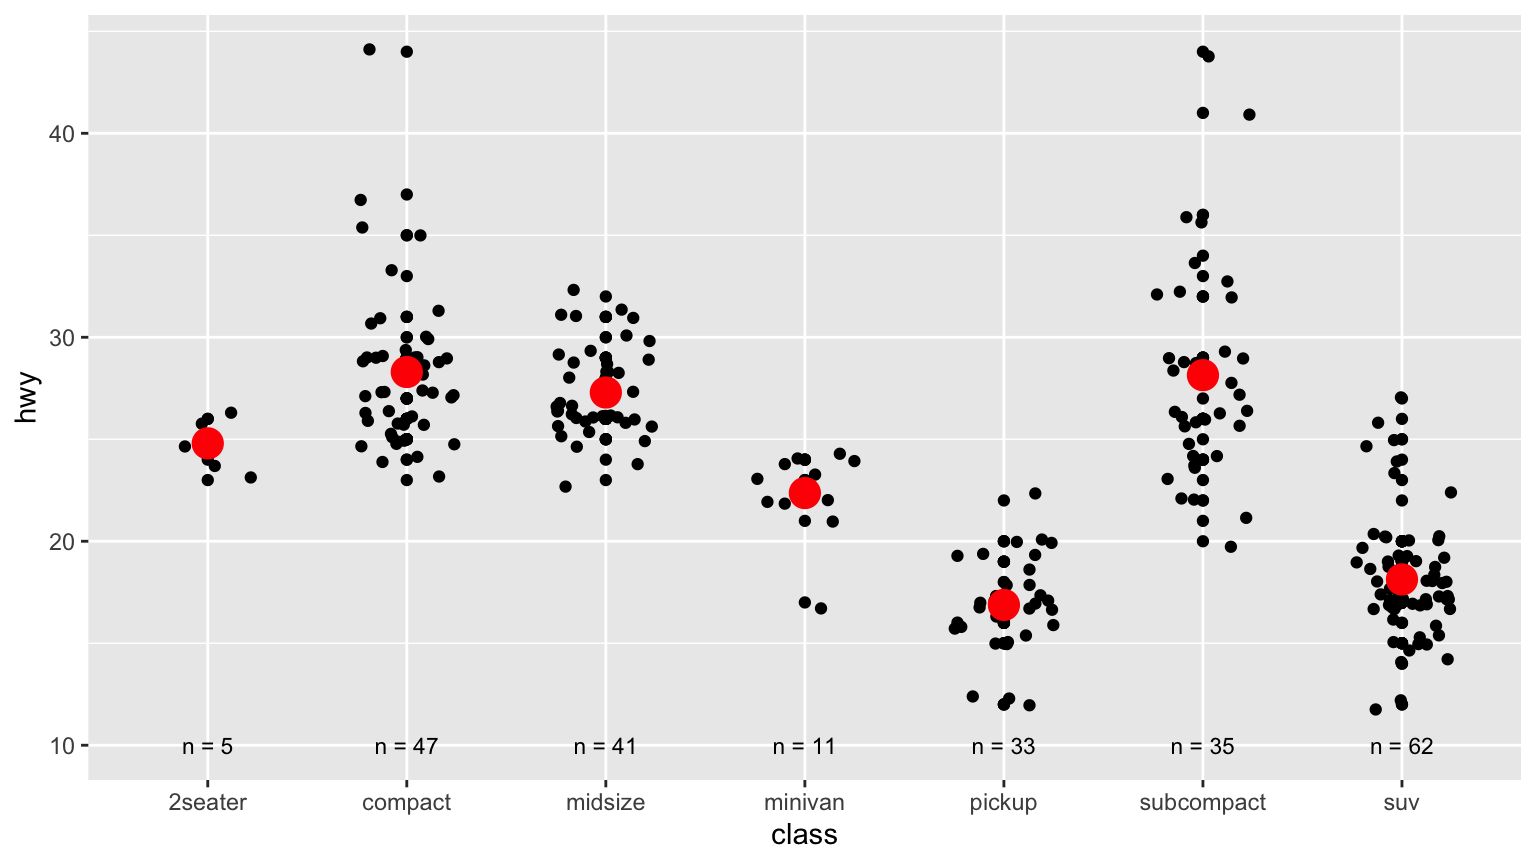 hwy
40
30
20
10
n = 5 n = 47 n = 41 n = 11 n = 33 n = 35 n = 62
2seater compact midsize minivan pickup subcompact suv
class